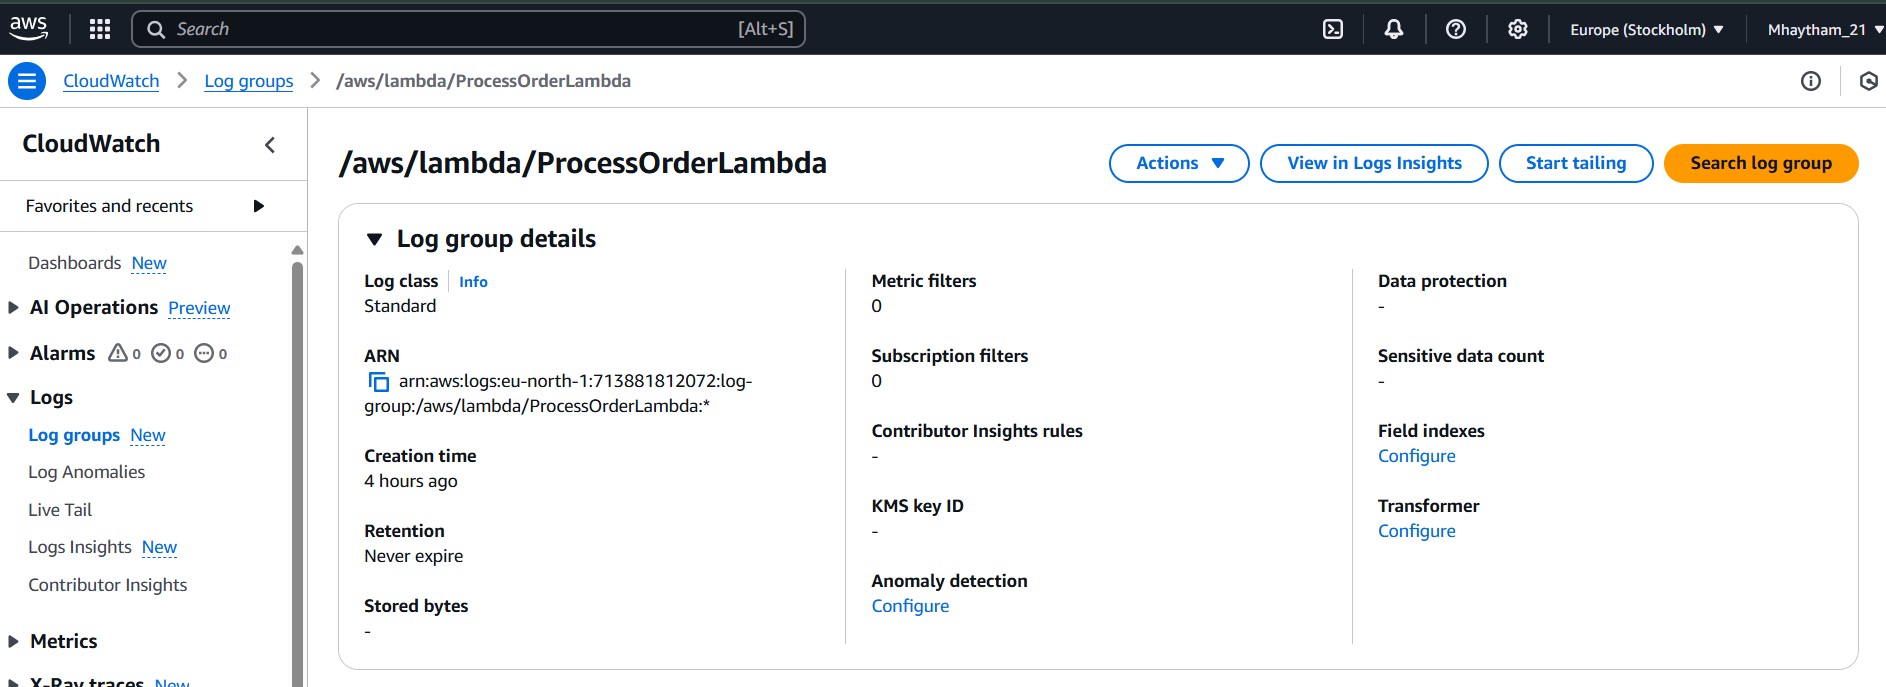 aws
Search
[Alt+S]
Europe (Stockholm)
Mhaytham_21
CloudWatch
Log groups
/aws/lambda/ProcessOrderLambda
CloudWatch
Favorites and recents
Dashboards New
AI Operations Preview
Alarms 0 0 0
Logs
Log groups New
Log Anomalies
Live Tail
Logs Insights New
Contributor Insights
Metrics
X-Ray traces New
/aws/lambda/ProcessOrderLambda
Actions
View in Logs Insights
Start tailing
Search log group
Log group details
Log class Info
Standard
ARN
arn:aws:logs:eu-north-1:713881812072:log-
group:/aws/lambda/ProcessOrderLambda:*
Creation time
4 hours ago
Retention
Never expire
Stored bytes
-
Metric filters
0
Subscription filters
0
Contributor Insights rules
-
KMS key ID
-
Anomaly detection
Configure
Data protection
-
Sensitive data count
-
Field indexes
Configure
Transformer
Configure